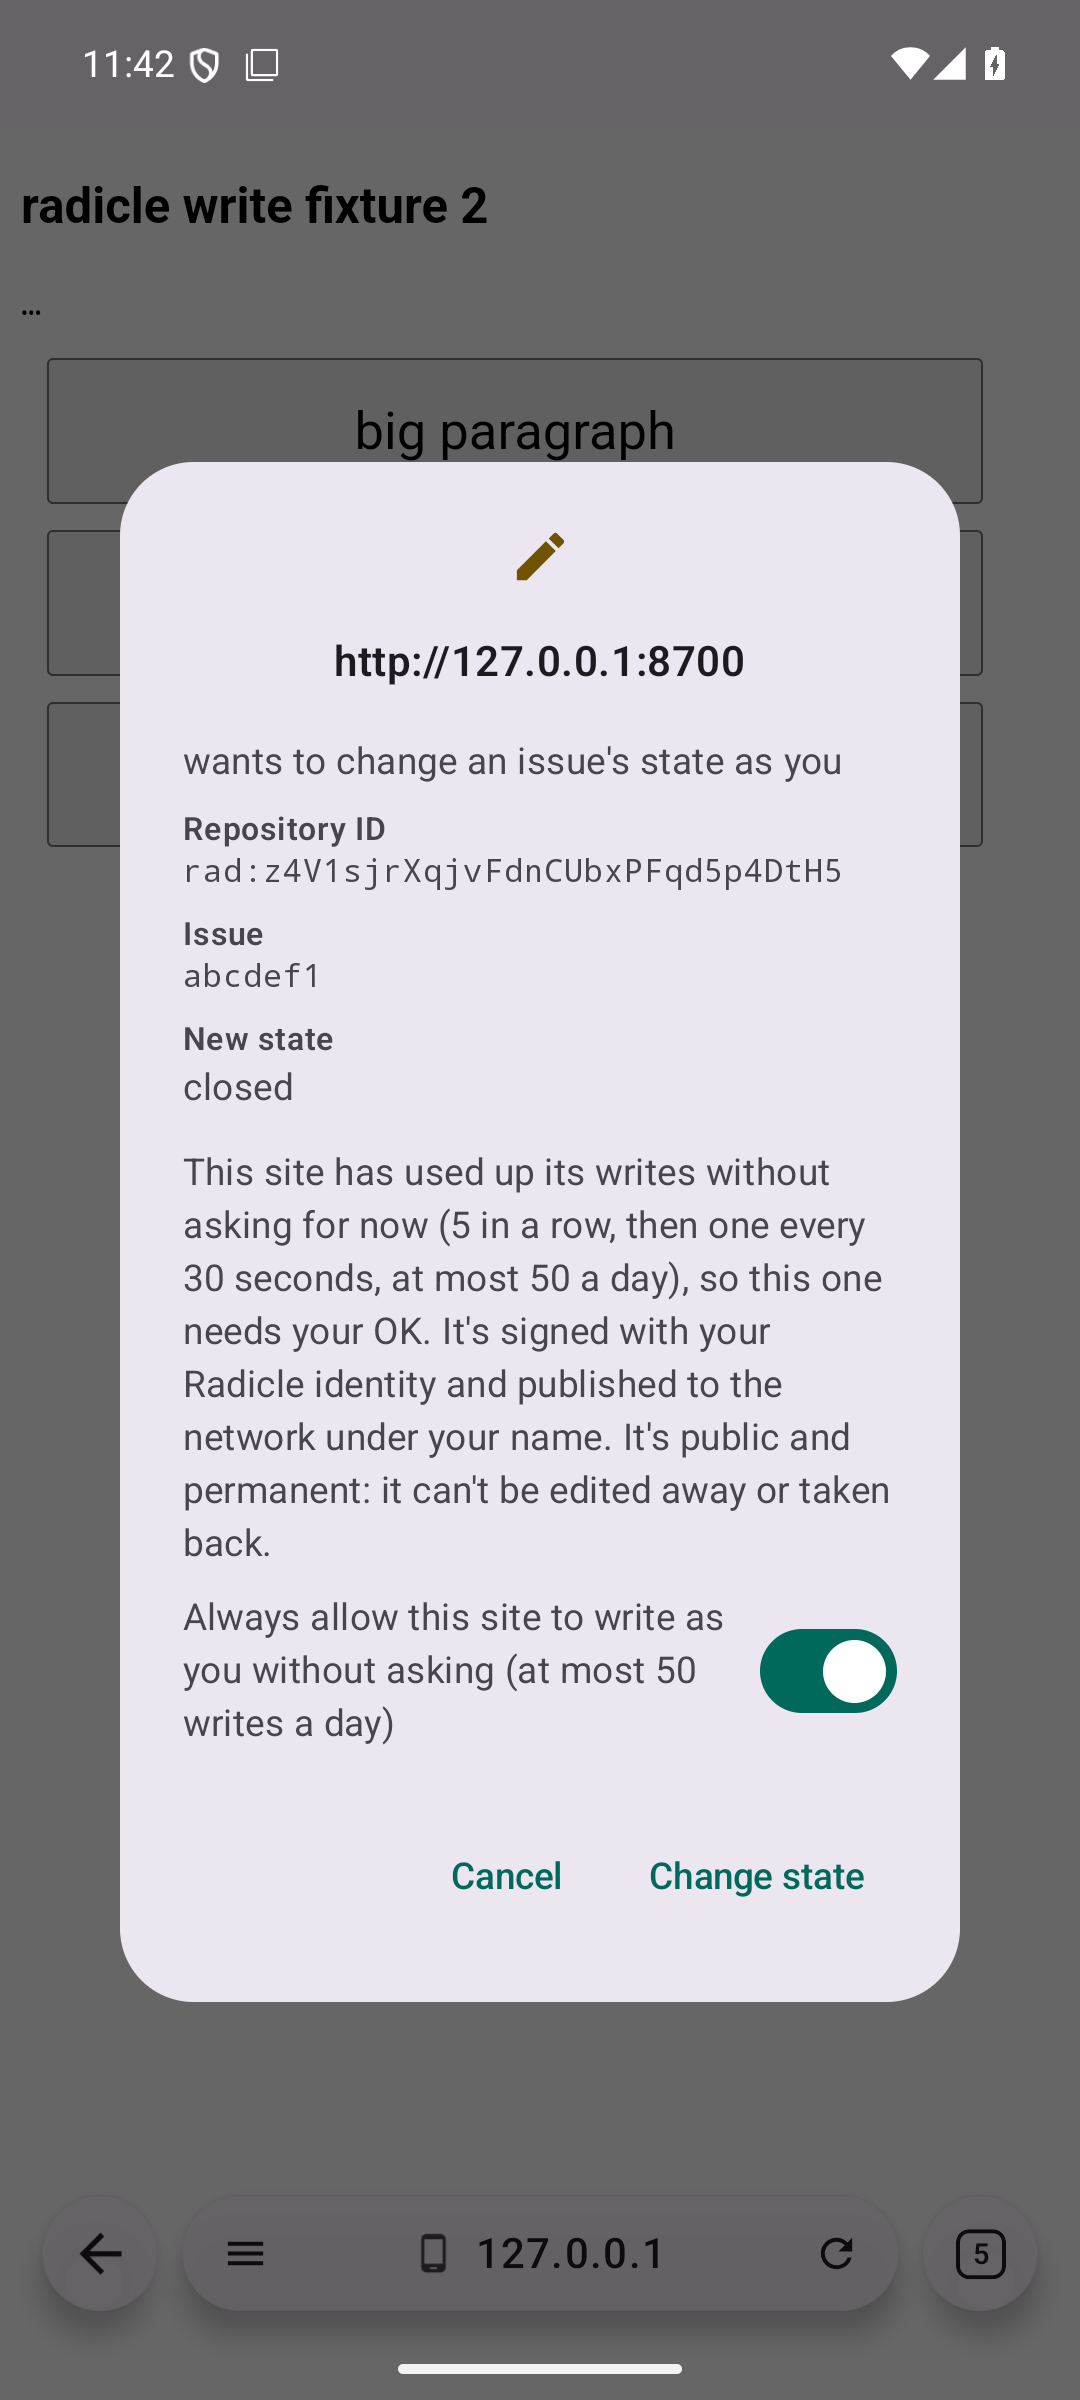 11:42
radicle write fixture 2
...
big paragraph
http://127.0.0.1:8700
wants to change an issue's state as you
Repository ID
rad:z4V1sjrXqjvFdnCUbxPFqd5p4DtH5
Issue
abcdef1
New state
closed
This site has used up its writes without
asking for now (5 in a row, then one every
30 seconds, at most 50 a day), so this one
needs your OK. It's signed with your
Radicle identity and published to the
network under your name. It's public and
permanent: it can't be edited away or taken
back.
Always allow this site to write as
you without asking (at most 50
writes a day)
Cancel Change state
127.0.0.1 5